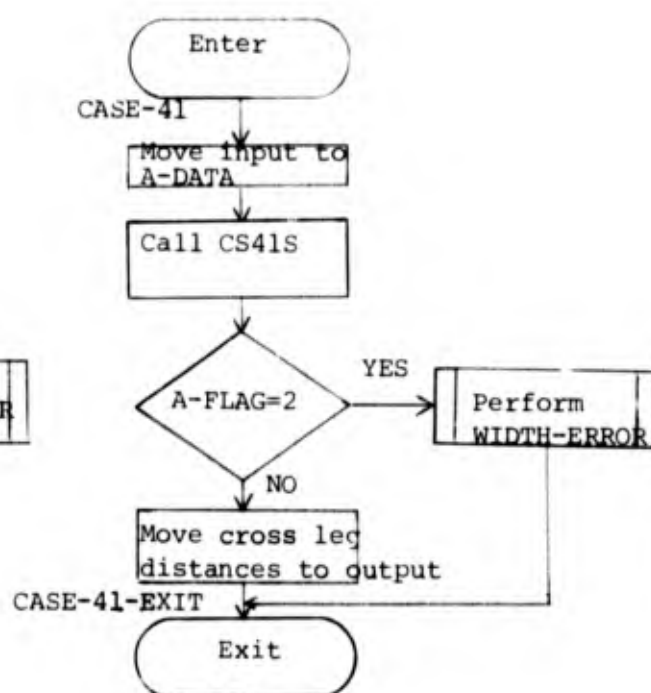 Enter
CASE-41
Move input to
A-DATA
Call CS41S
A-FLAG=2
YES
Perform
WIDTH-ERROR
NO
Move cross leg
distances to output
CASE-41-EXIT
Exit